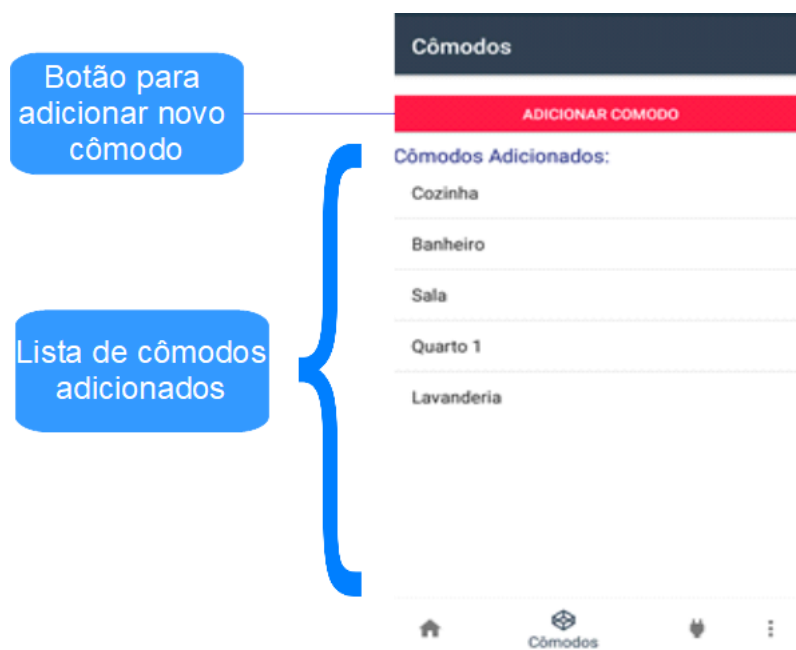 Botão para
adicionar novo
cômodo
Lista de cômodos
adicionados
Cômodos
ADICIONAR COMODO
Cômodos Adicionados:
Cozinha
Banheiro
Sala
Quarto 1
Lavanderia
Cômodos